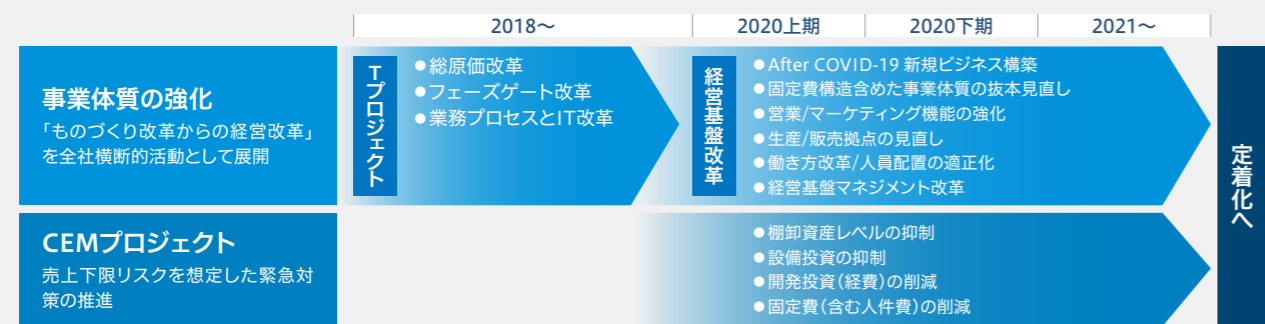 2018～
2020上期
2020下期
2021～
事業体質の強化
「ものづくり改革からの経営改革」
を全社横断的活動として展開
Tプロジェクト
●総原価改革
●フェーズゲート改革
●業務プロセスとIT改革
経営基盤改革
●After COVID-19 新規ビジネス構築
●固定費構造含めた事業体質の抜本見直し
●営業/マーケティング機能の強化
●生産/販売拠点の見直し
●働き方改革/人員配置の適正化
●経営基盤マネジメント改革
CEMプロジェクト
売上下限リスクを想定した緊急対
策の推進
●棚卸資産レベルの抑制
●設備投資の抑制
●開発投資（経費）の削減
●固定費（含む人件費）の削減
定着化へ